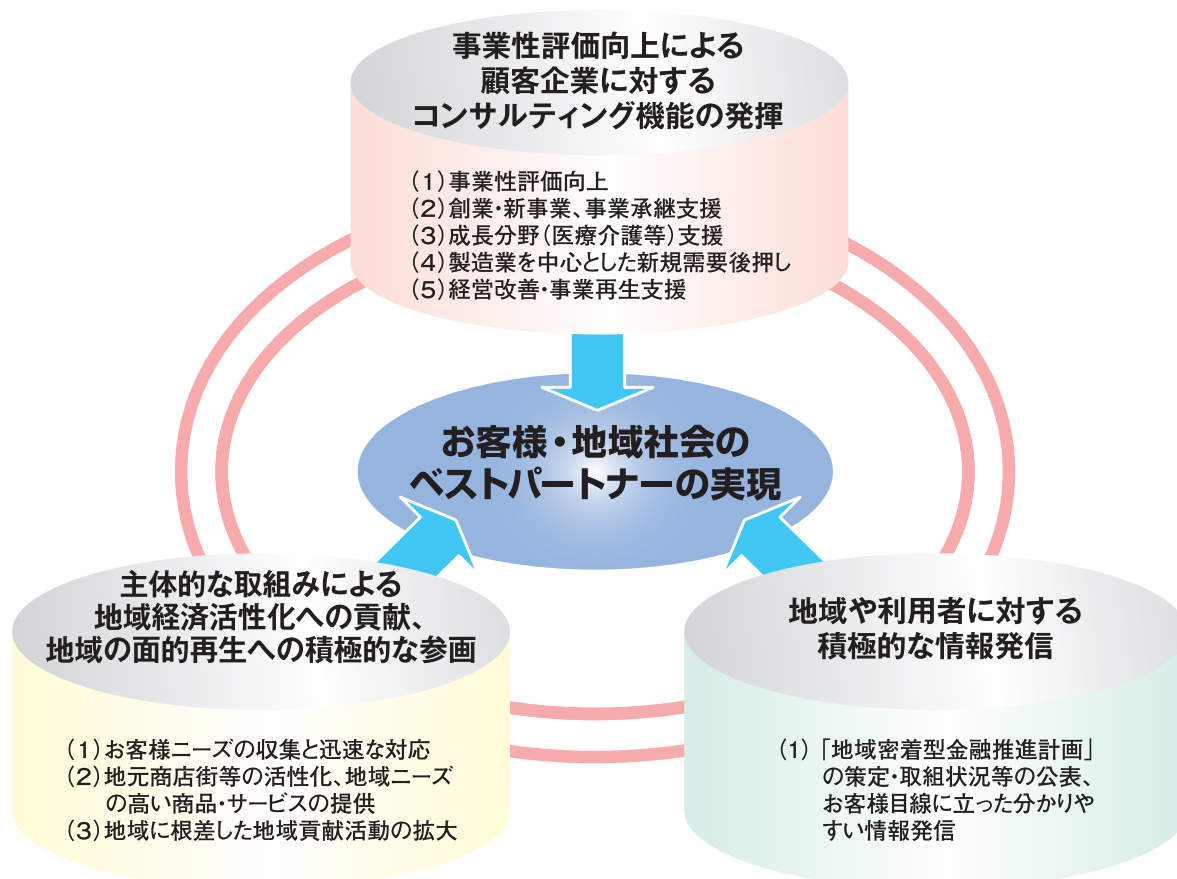 事業性評価向上による
顧客企業に対する
コンサルティング機能の発揮
(1)事業性評価向上
(2)創業・新事業、事業承継支援
(3)成長分野(医療介護等)支援
(4)製造業を中心とした新規需要後押し
(5)経営改善・事業再生支援
お客様・地域社会の
ベストパートナーの実現
主体的な取組みによる
地域経済活性化への貢献、
地域の面的再生への積極的な参画
(1)お客様ニーズの収集と迅速な対応
(2)地元商店街等の活性化、地域ニーズ
の高い商品・サービスの提供
(3)地域に根差した地域貢献活動の拡大
地域や利用者に対する
積極的な情報発信
(1)「地域密着型金融推進計画」
の策定・取組状況等の公表、
お客様目線に立った分かりや
すい情報発信